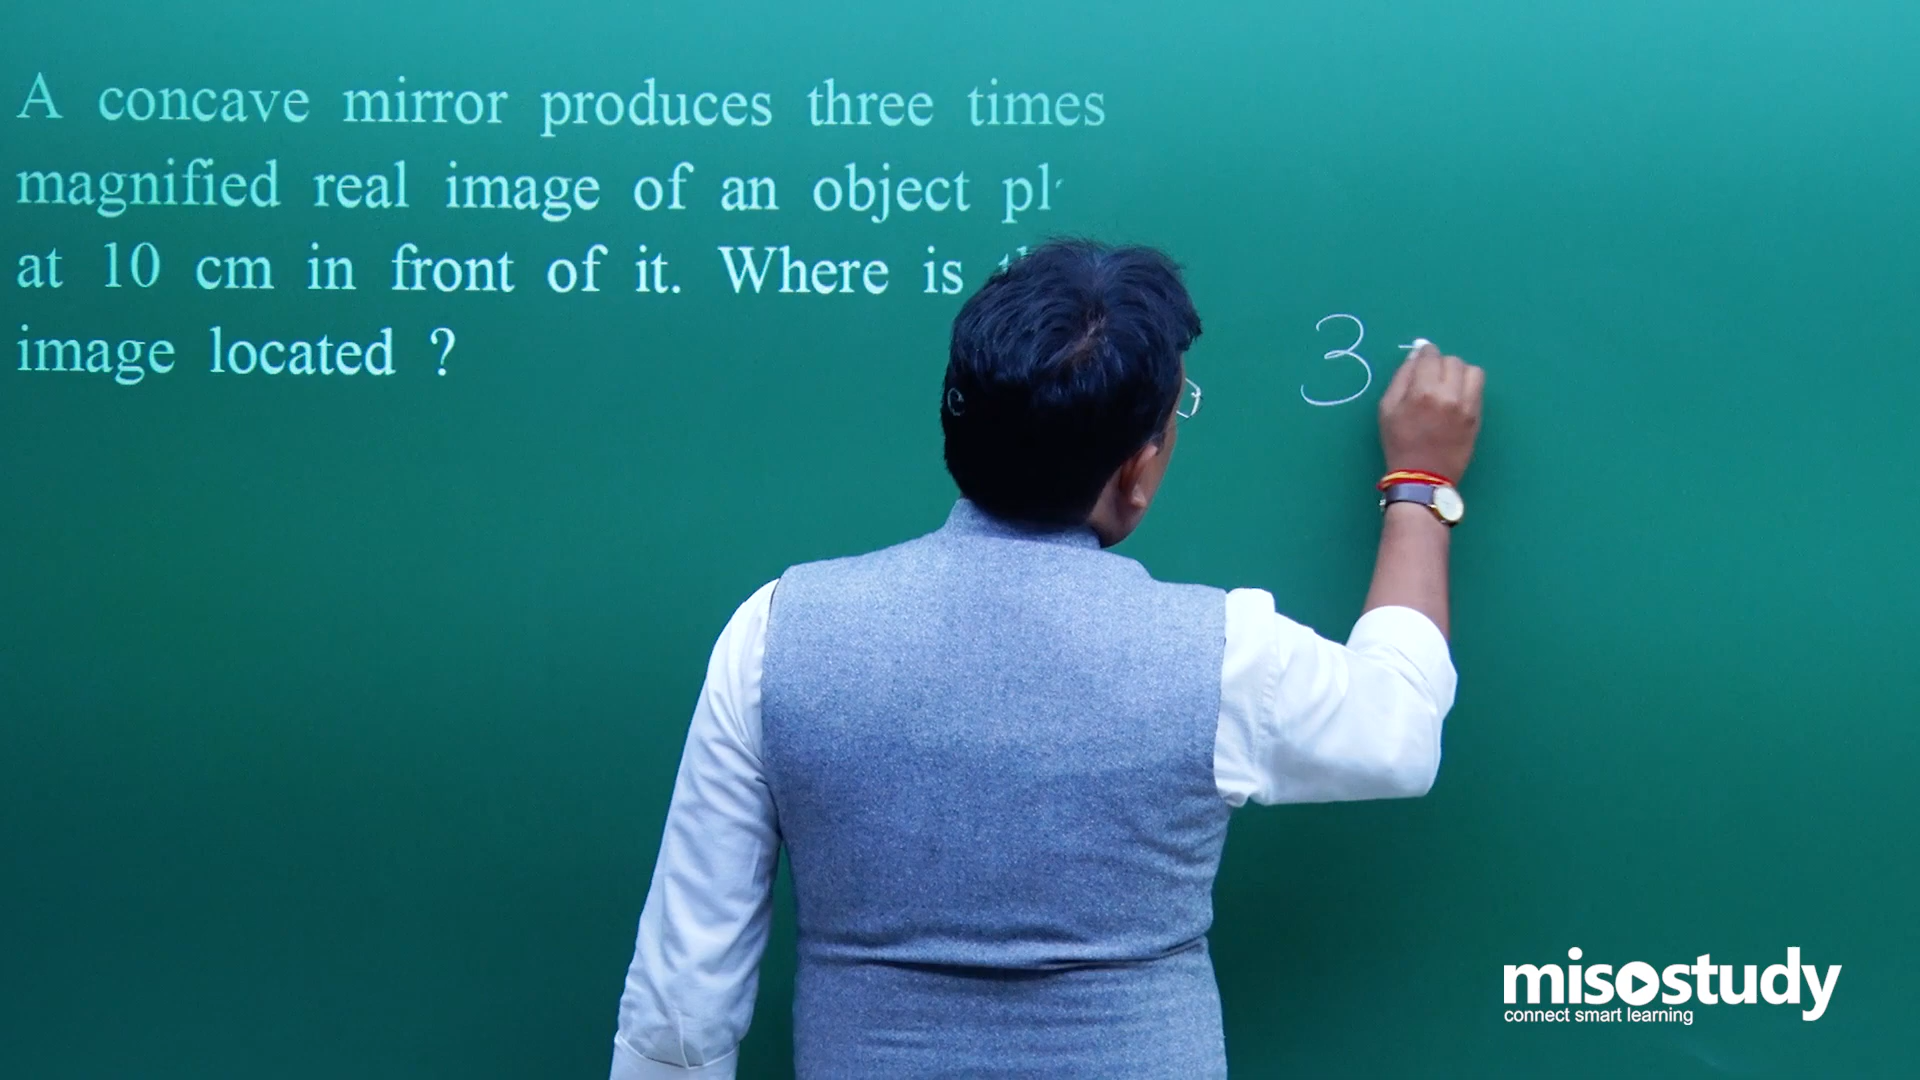 A concave mirror produces three times
magnified real image of an object
at 10 cm in front of it. Where is
image located ?
3
misostudy
connect smart learning